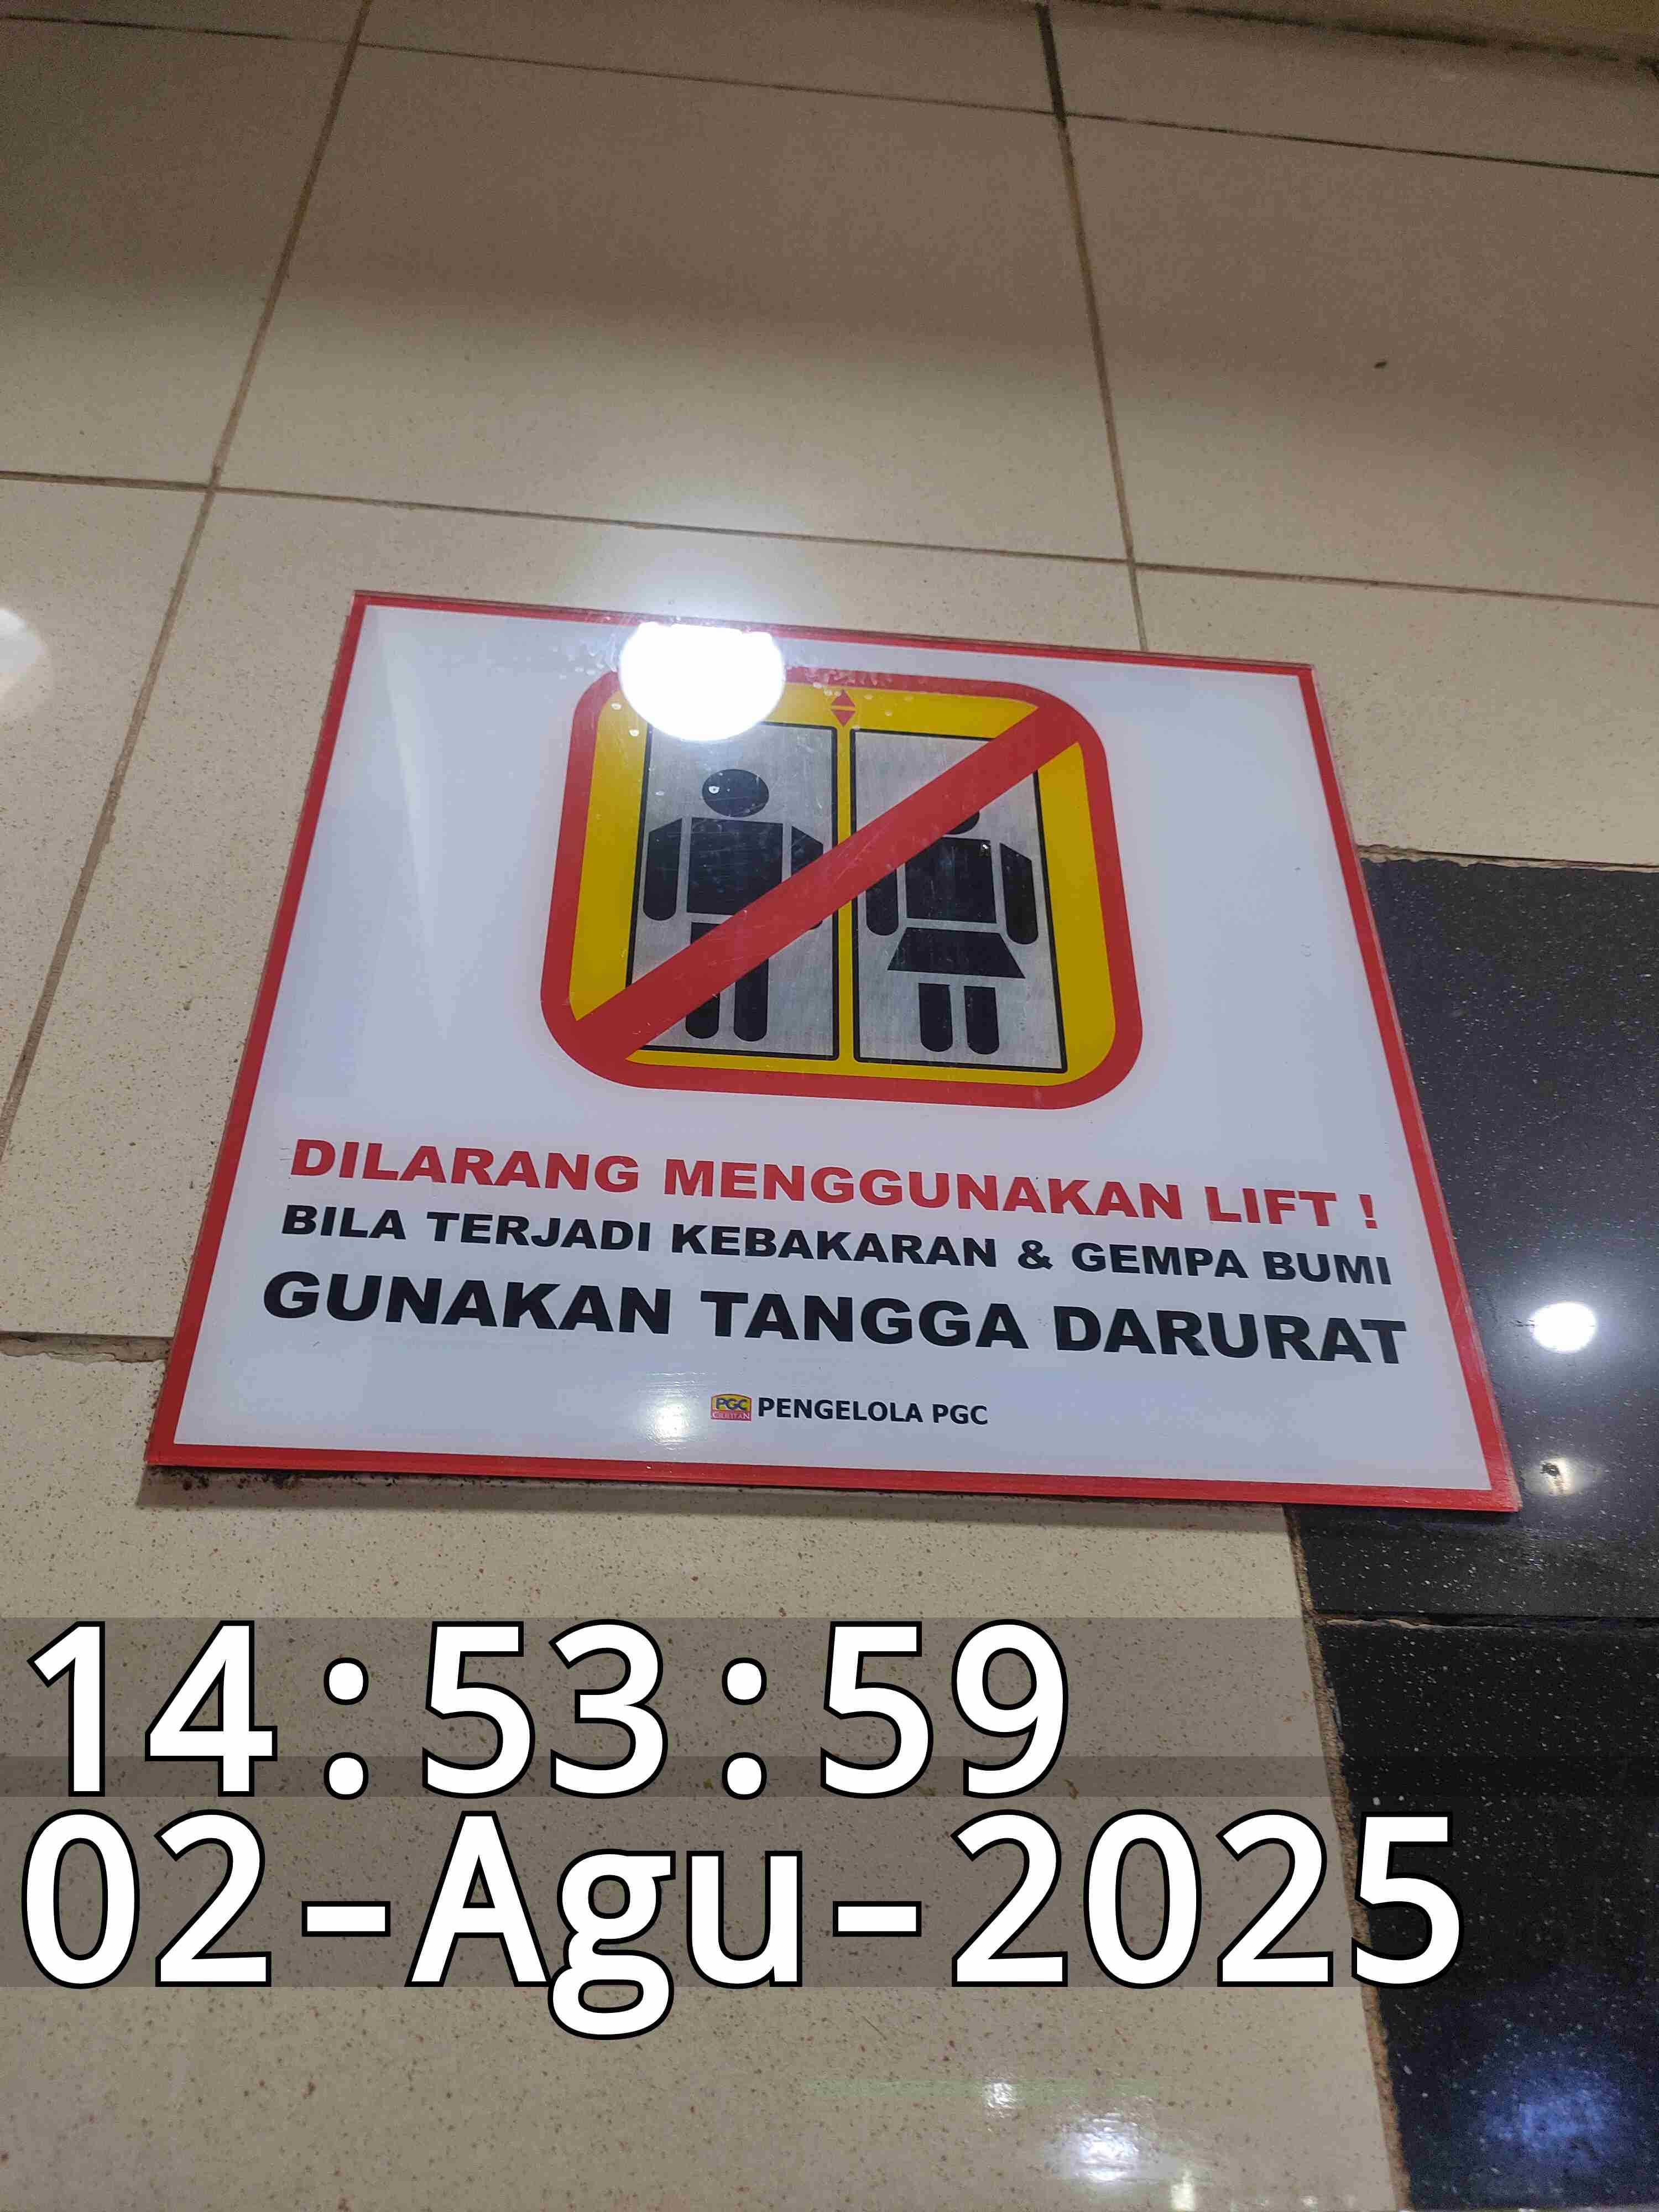 DILARANG MENGGUNAKAN LIFT !
BILA TERJADI KEBAKARAN & GEMPA BUMI
GUNAKAN TANGGA DARURAT
PGC
CILILITAN
PENGELOLA PGC
14:53:59
02-Agu-2025